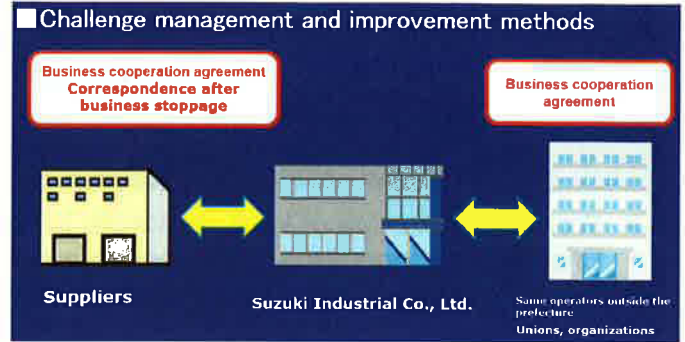 ■Challenge management and improvement methods
Business cooperation agreement
Correspondence after
business stoppage
Business cooperation
agreement
Suppliers
Suzuki Industrial Co., Ltd.
Same operators outside the
prefecture
Unions, organizations